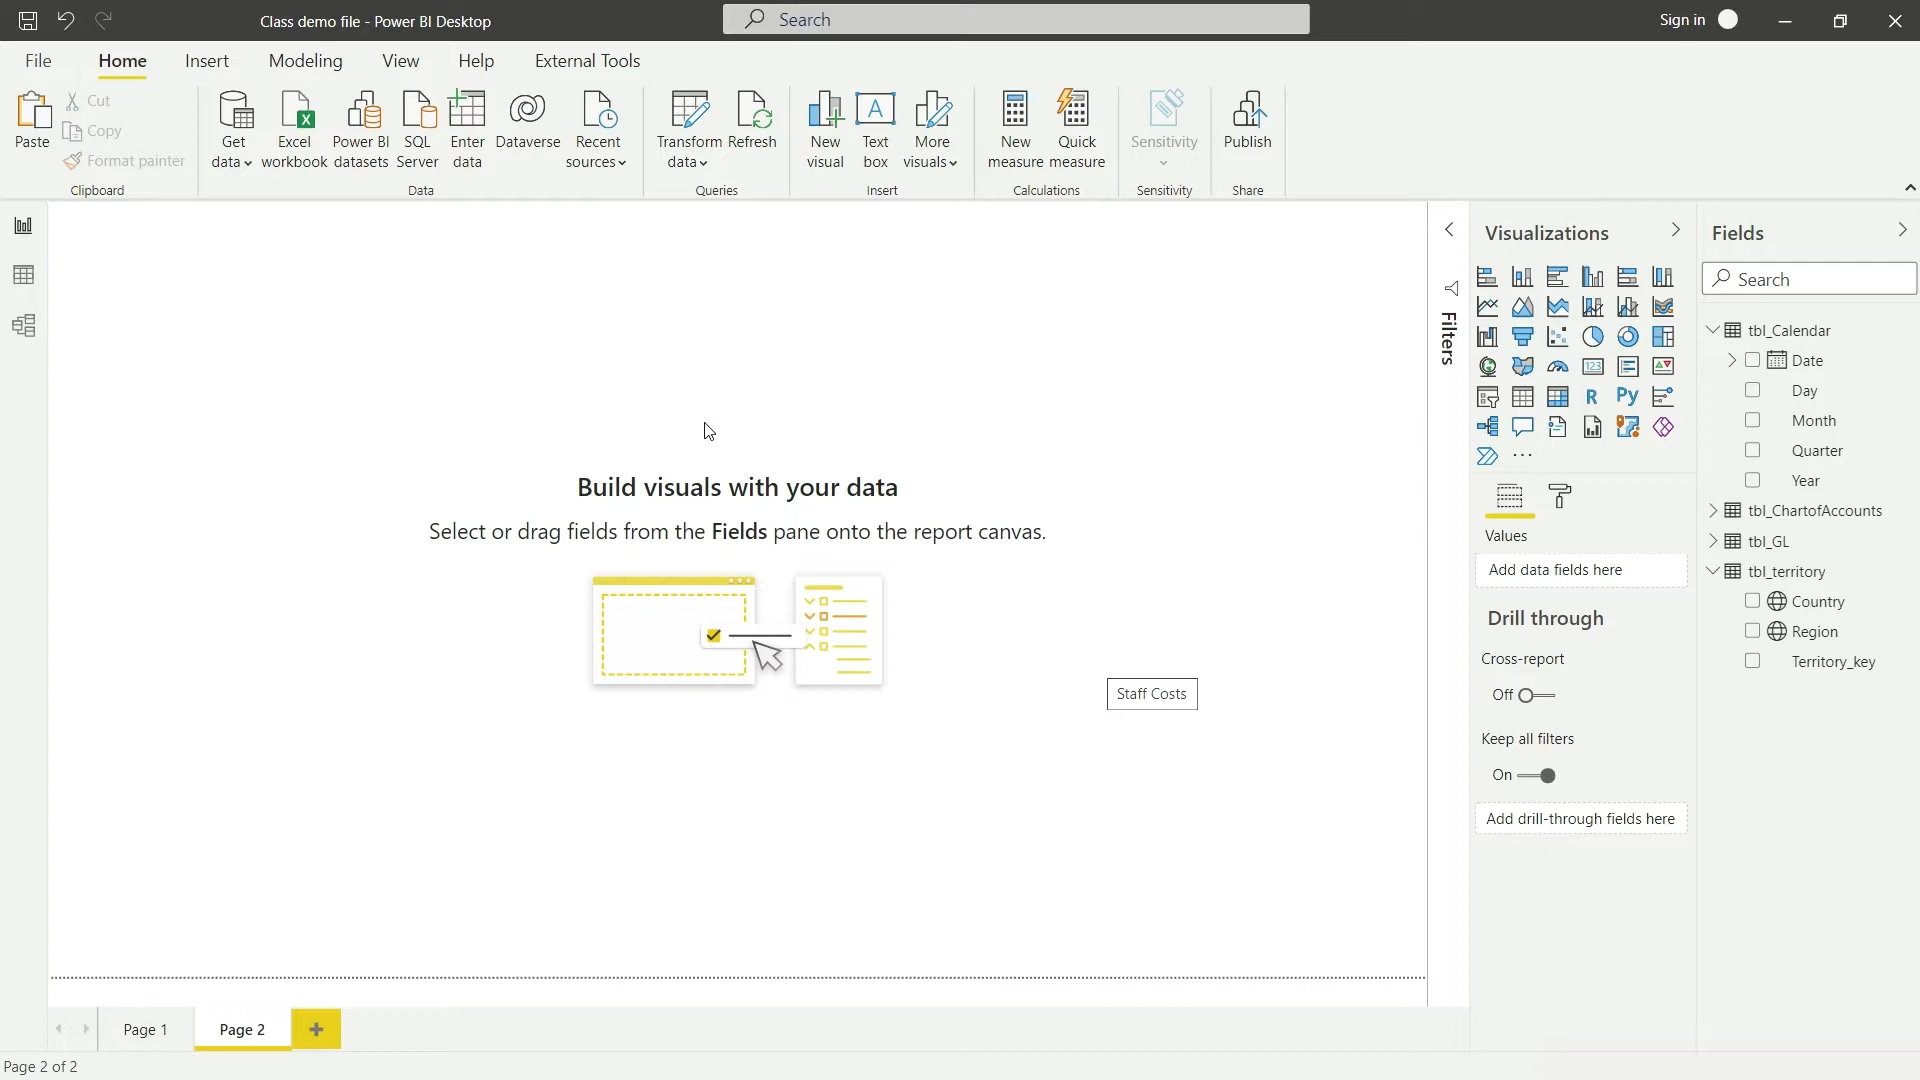 Class demo file - Power BI Desktop
Search
Sign in
File
Home
Insert
Modeling
View
Help
External Tools
Paste
Cut
Copy
Format painter
Clipboard
Get data
Excel workbook
Power BI datasets
SQL Server
Enter data
Dataverse
Recent sources
Data
Transform data
Refresh
Queries
New visual
Text box
More visuals
Insert
New measure
Quick measure
Calculations
Sensitivity
Sensitivity
Publish
Share
Build visuals with your data
Select or drag fields from the Fields pane onto the report canvas.
Staff Costs
Filters
Visualizations
123
R
Py
...
Values
Add data fields here
Drill through
Cross-report
Off
Keep all filters
On
Add drill-through fields here
Fields
Search
tbl_Calendar
Date
Day
Month
Quarter
Year
tbl_ChartofAccounts
tbl_GL
tbl_territory
Country
Region
Territory_key
Page 1
Page 2
+
Page 2 of 2